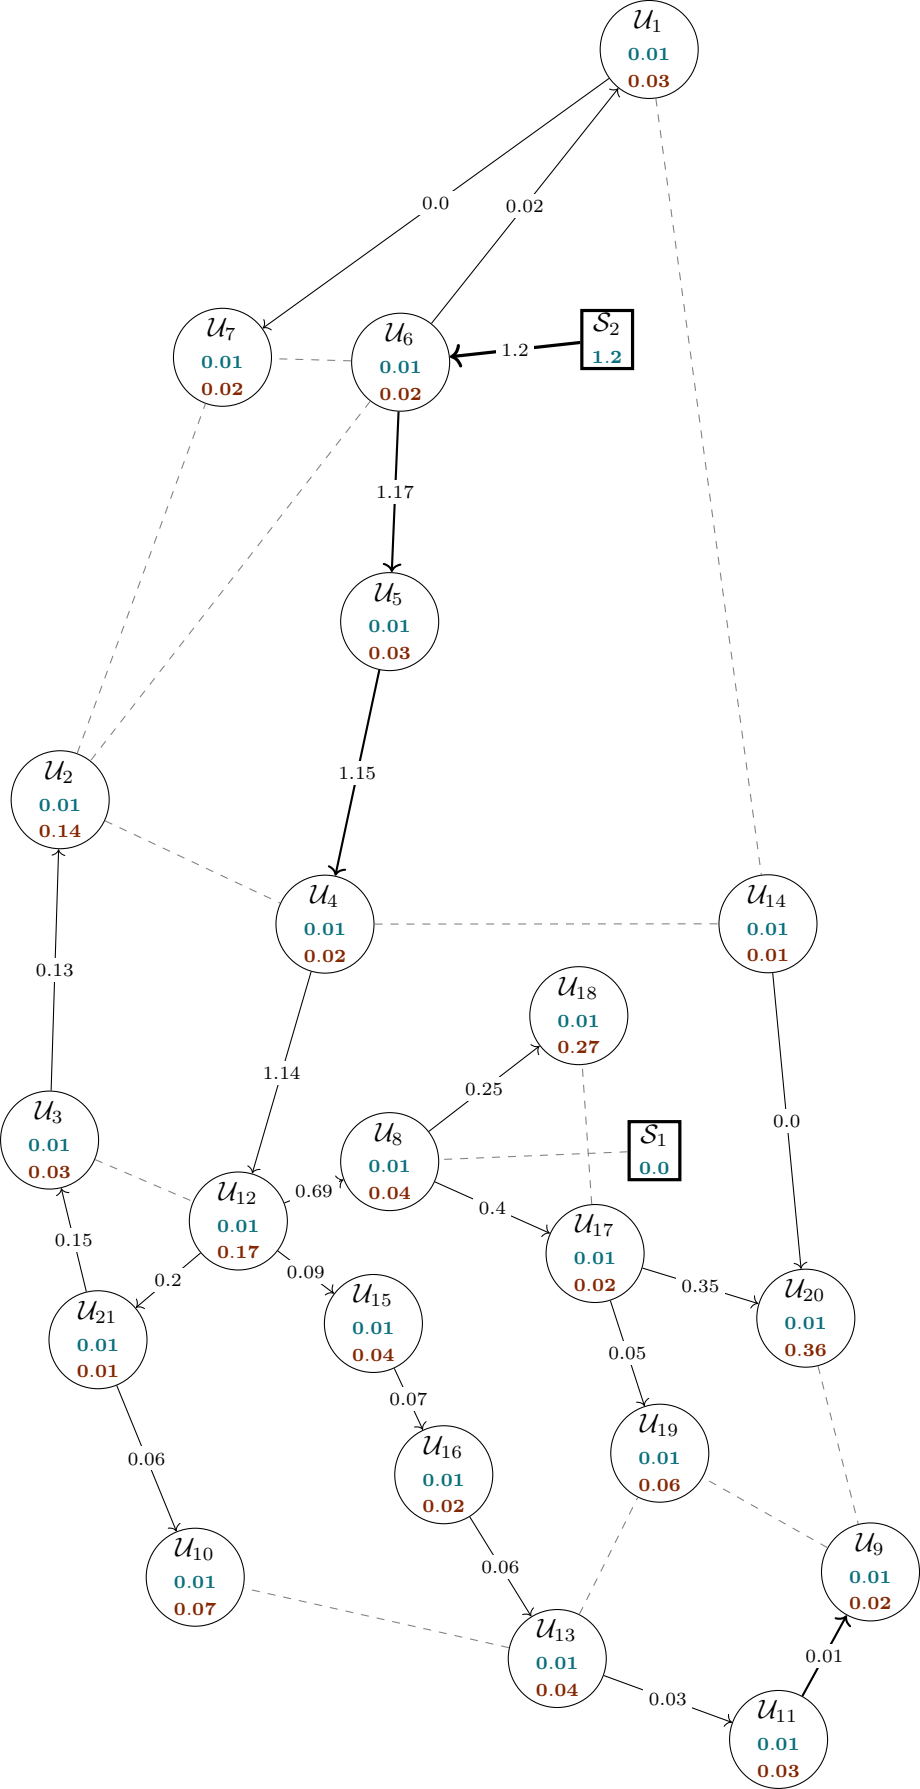 𝒰₁
0.01
0.03
0.0
0.02
𝒰₇
0.01
0.02
𝒰₆
0.01
0.02
𝒮₂
1.2
1.2
1.17
𝒰₅
0.01
0.03
1.15
𝒰₂
0.01
0.14
𝒰₄
0.01
0.02
𝒰₁₄
0.01
0.01
0.13
𝒰₁₈
0.01
0.27
1.14
0.25
0.0
𝒰₃
0.01
0.03
𝒰₈
0.01
0.04
𝒮₁
0.0
𝒰₁₂
0.01
0.17
0.69
0.4
𝒰₁₇
0.01
0.02
0.15
0.2
0.09
0.35
𝒰₂₁
0.01
0.01
𝒰₁₅
0.01
0.04
𝒰₂₀
0.01
0.36
0.05
0.07
0.06
𝒰₁₆
0.01
0.02
𝒰₁₉
0.01
0.06
𝒰₁₀
0.01
0.07
0.06
𝒰₉
0.01
0.02
𝒰₁₃
0.01
0.04
0.01
0.03
𝒰₁₁
0.01
0.03